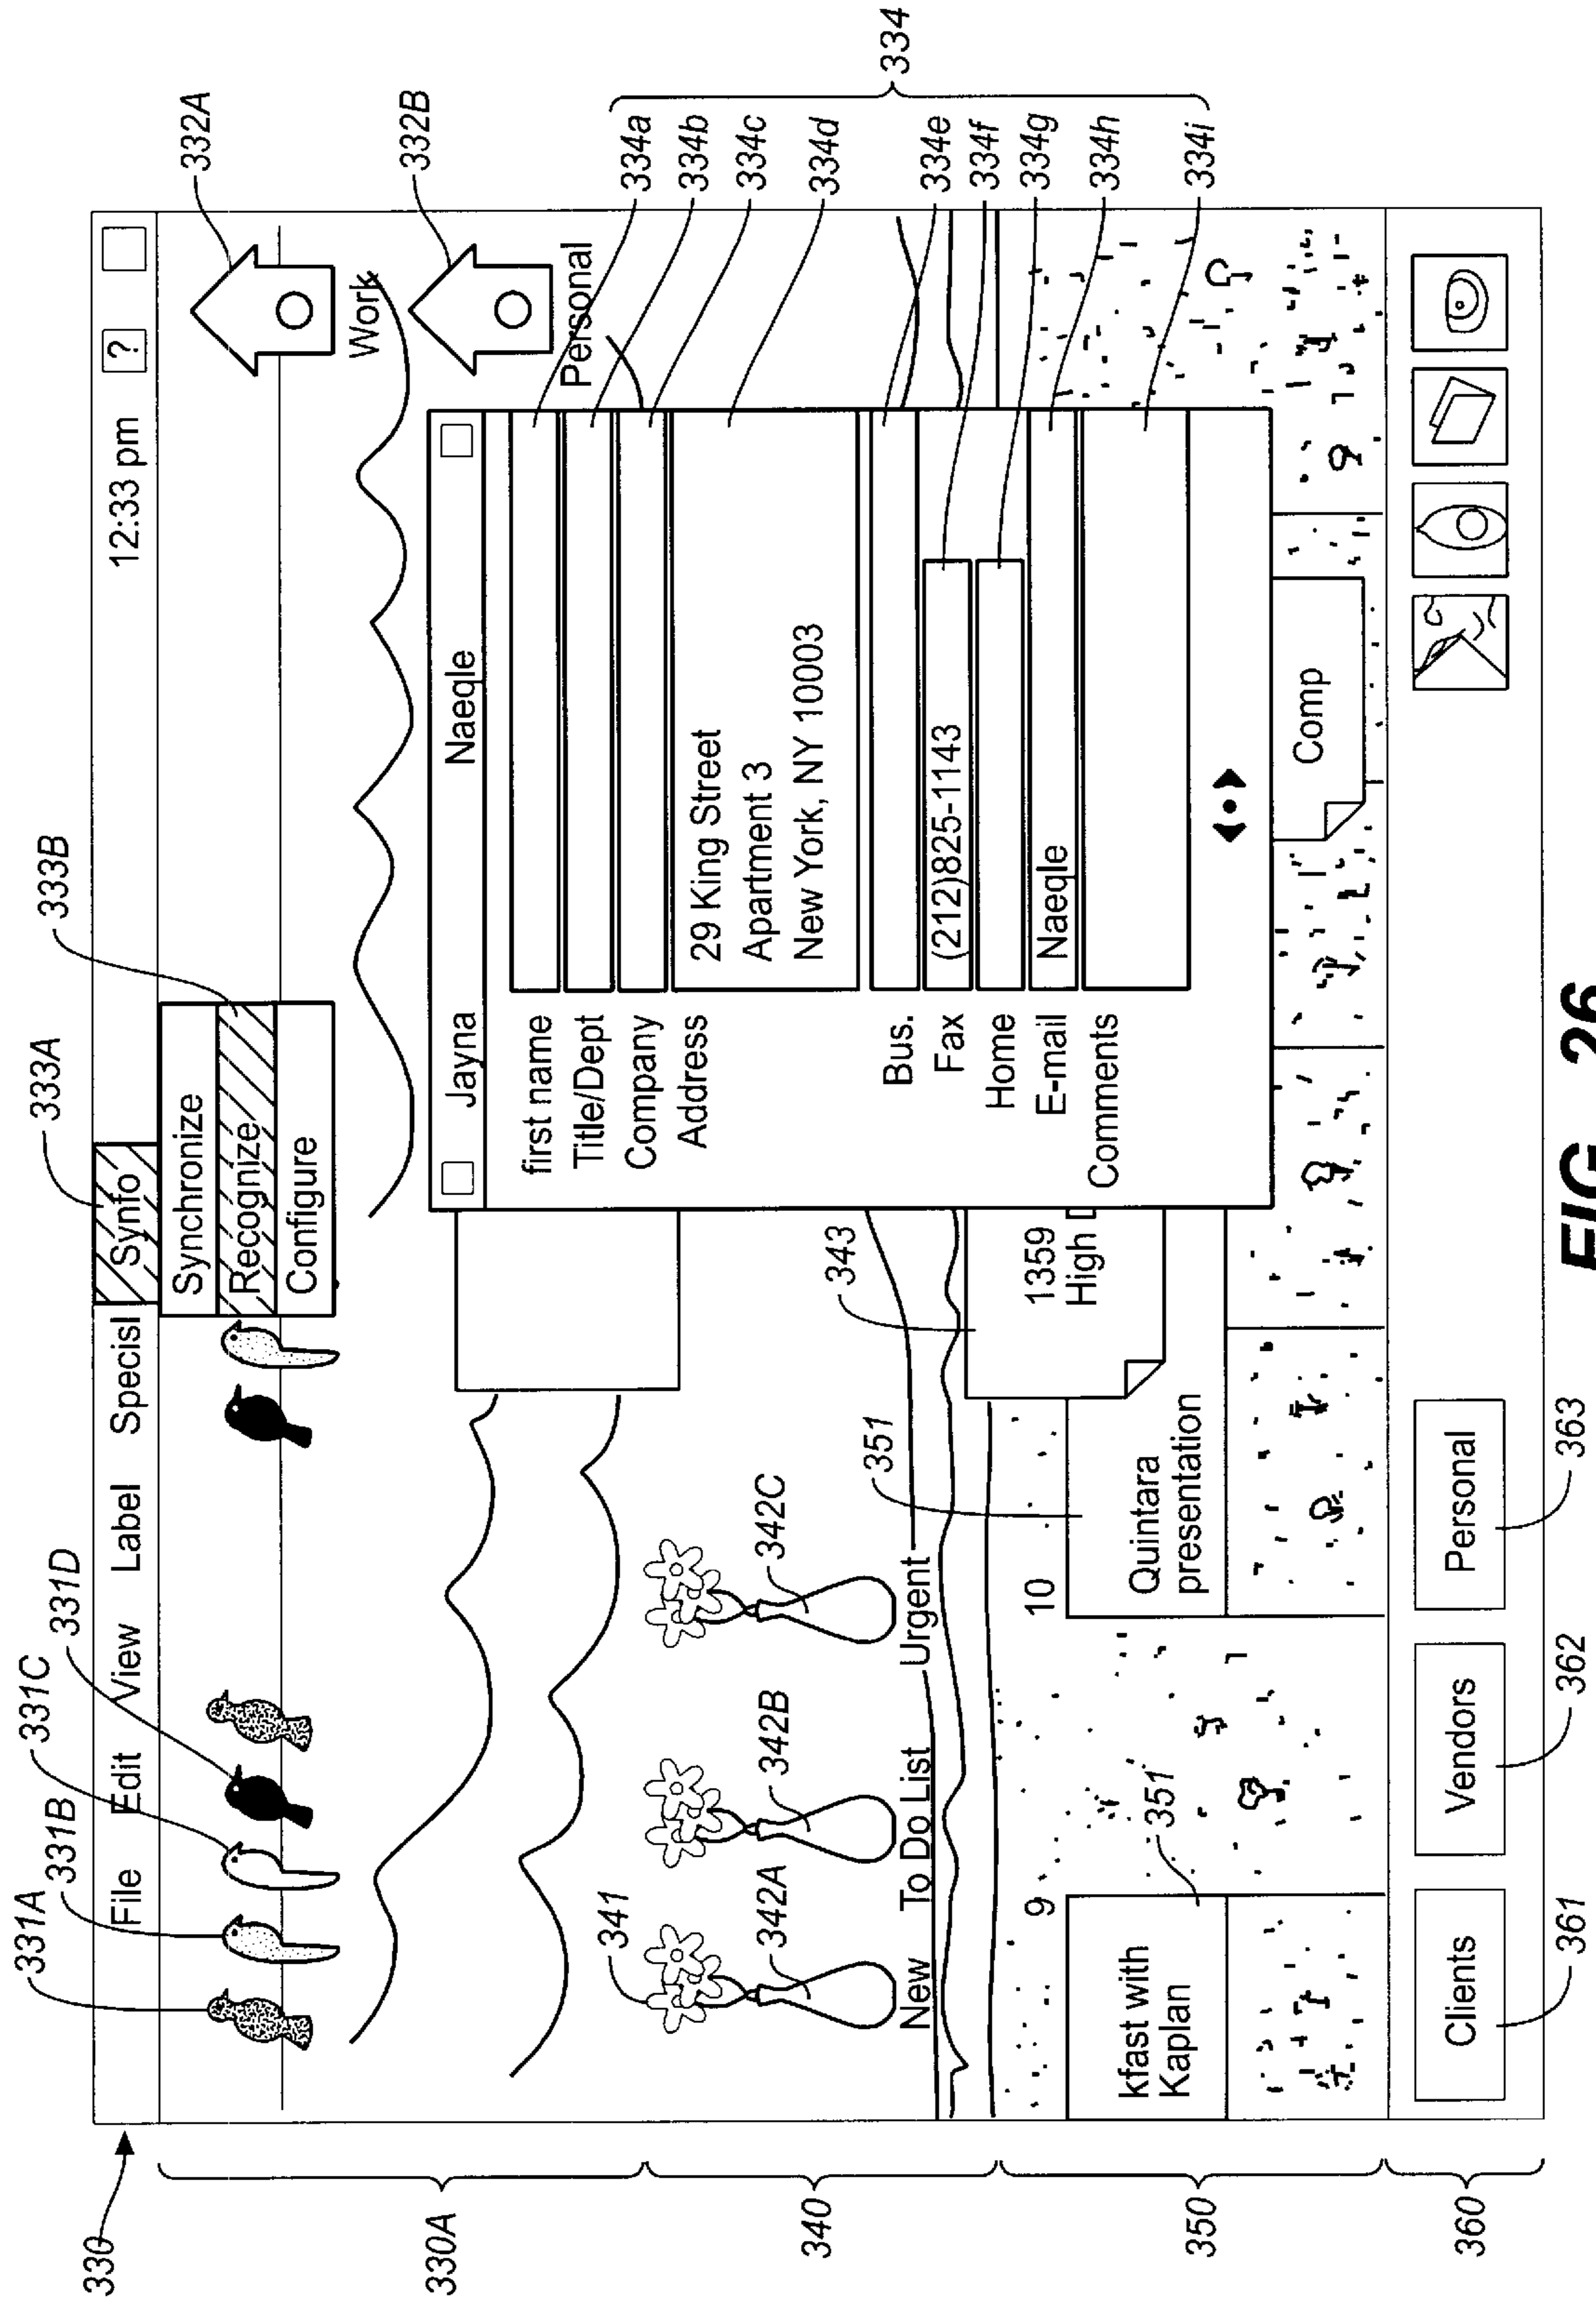 330
331A
331B
331C
331D
333A
333B
332A
332B
File Edit View Label Specisl Synfo 12:33 pm ?
Synchronize
Recognize
Configure
Work
Personal
330A
Jayna Naeqle
first name
Title/Dept
Company
Address
29 King Street
Apartment 3
New York, NY 10003
Bus.
Fax (212)825-1143
Home
E-mail Naeqle
Comments
334a
334b
334c
334d
334e
334f
334g
334h
334i
334
341
342A
342B
342C
340
New To Do List Urgent
343
1359
High
351
9
10
kfast with
Kaplan
351
Quintara
presentation
Comp
350
Clients Vendors Personal
360
361
362
363
FIG._26